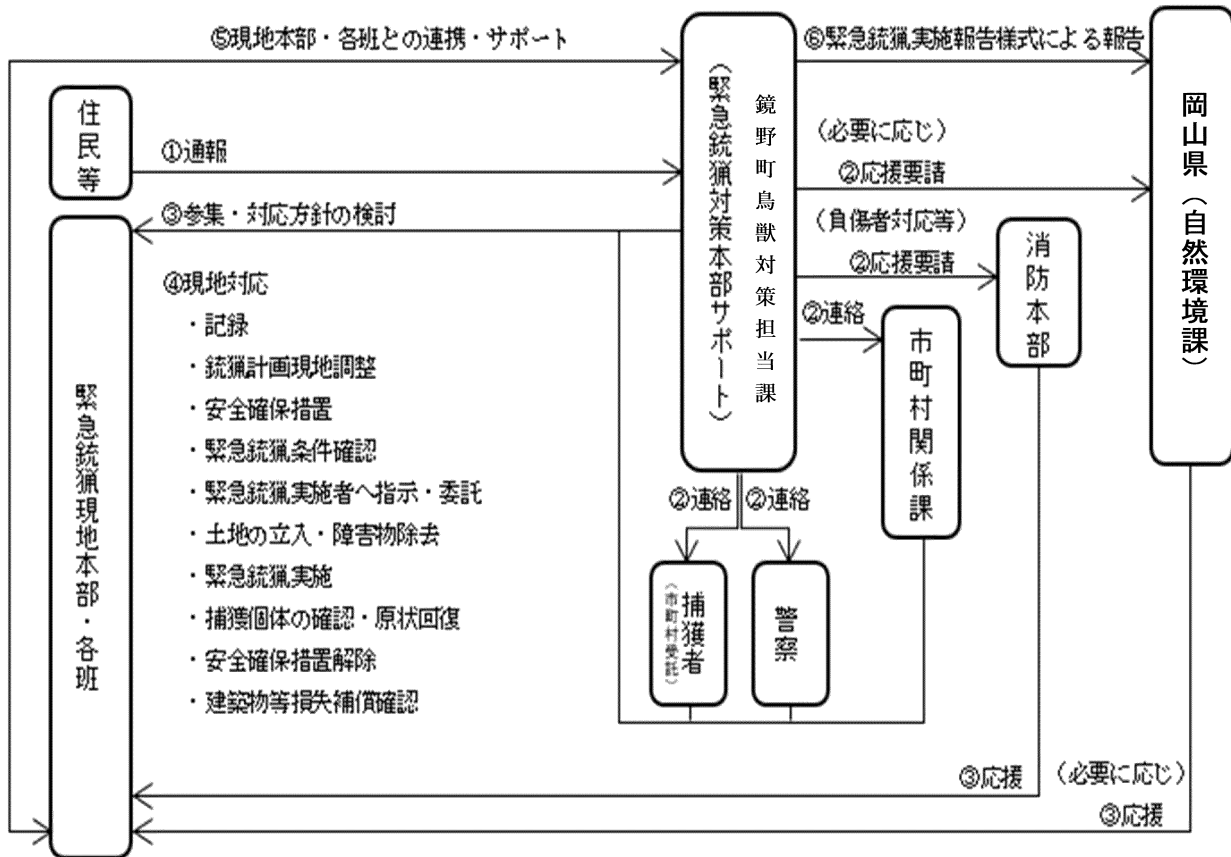 ⑤現地本部・各班との連携・サポート
⑥緊急銃猟実施報告様式による報告
住民等
①通報
鏡野町鳥獣対策担当課
（緊急銃猟対策本部サポート）
岡山県（自然環境課）
（必要に応じ）
②応援要請
③参集・対応方針の検討
（負傷者対応等）
②応援要請
消防本部
②連絡
市町村関係課
④現地対応
・記録
・銃猟計画現地調整
・安全確保措置
・緊急銃猟条件確認
・緊急銃猟実施者へ指示・委託
・土地の立入・障害物除去
・緊急銃猟実施
・捕獲個体の確認・原状回復
・安全確保措置解除
・建築物等損失補償確認
緊急銃猟現地本部・各班
②連絡
②連絡
捕獲者
（市町村受託）
警察
③応援
（必要に応じ）
③応援